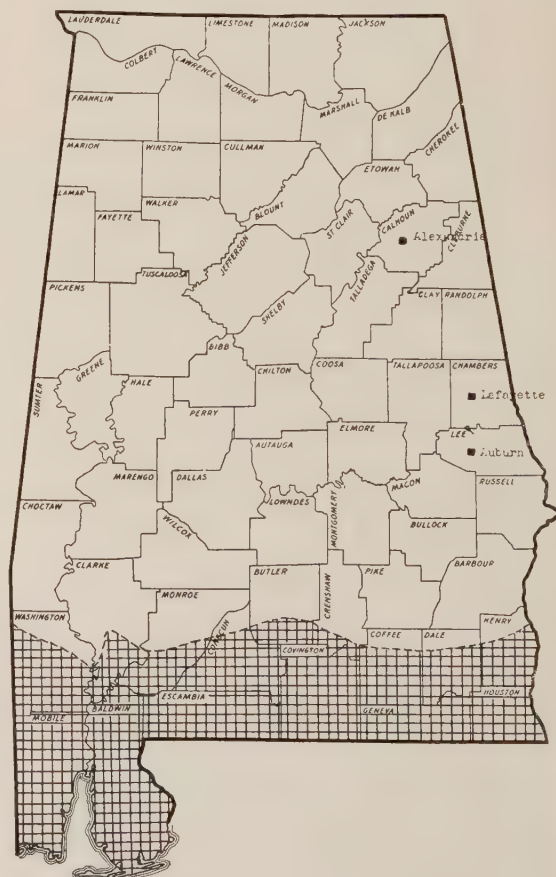 LAUDERDALE
LIMESTONE
MADISON
JACKSON
COLBERT
LAWRENCE
FRANKLIN
MORGAN
MARSHALL
DE KALB
CHEROKEE
MARION
WINSTON
CULLMAN
ETOWAH
LAMAR
FAYETTE
WALKER
BLOUNT
ST CLAIR
CALHOUN
CLEBURNE
Alexandria
JEFFERSON
TUSCALOOSA
TALLADEGA
PICKENS
SHELBY
CLAY
RANDOLPH
BIBB
GREENE
HALE
CHILTON
COOSA
TALLAPOOSA
CHAMBERS
SUMTER
Lafayette
PERRY
AUTAUGA
ELMORE
LEE
Auburn
MARENGO
DALLAS
MACON
RUSSELL
CHOCTAW
LOWNDES
MONTGOMERY
WILCOX
BULLOCK
CLARKE
BUTLER
CRENSHAW
PIKE
BARBOUR
MONROE
WASHINGTON
CONECUH
COFFEE
DALE
HENRY
COVINGTON
ESCAMBIA
HOUSTON
MOBILE
BALDWIN
GENEVA